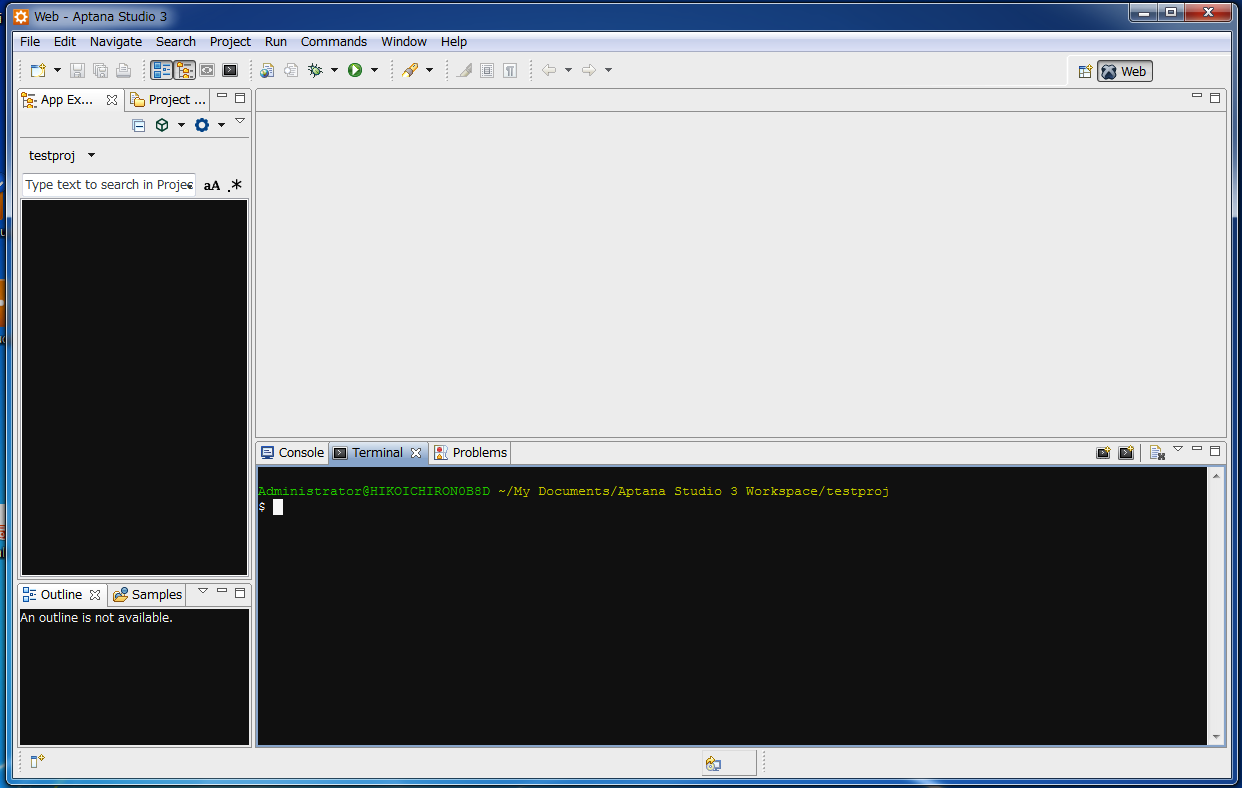 Web - Aptana Studio 3
File Edit Navigate Search Project Run Commands Window Help
Web
App Ex... Project ...
testproj
Type text to search in Projec
aA .*
Console Terminal Problems
Administrator@HIKOICHIRON0B8D ~/My Documents/Aptana Studio 3 Workspace/testproj
$
Outline Samples
An outline is not available.